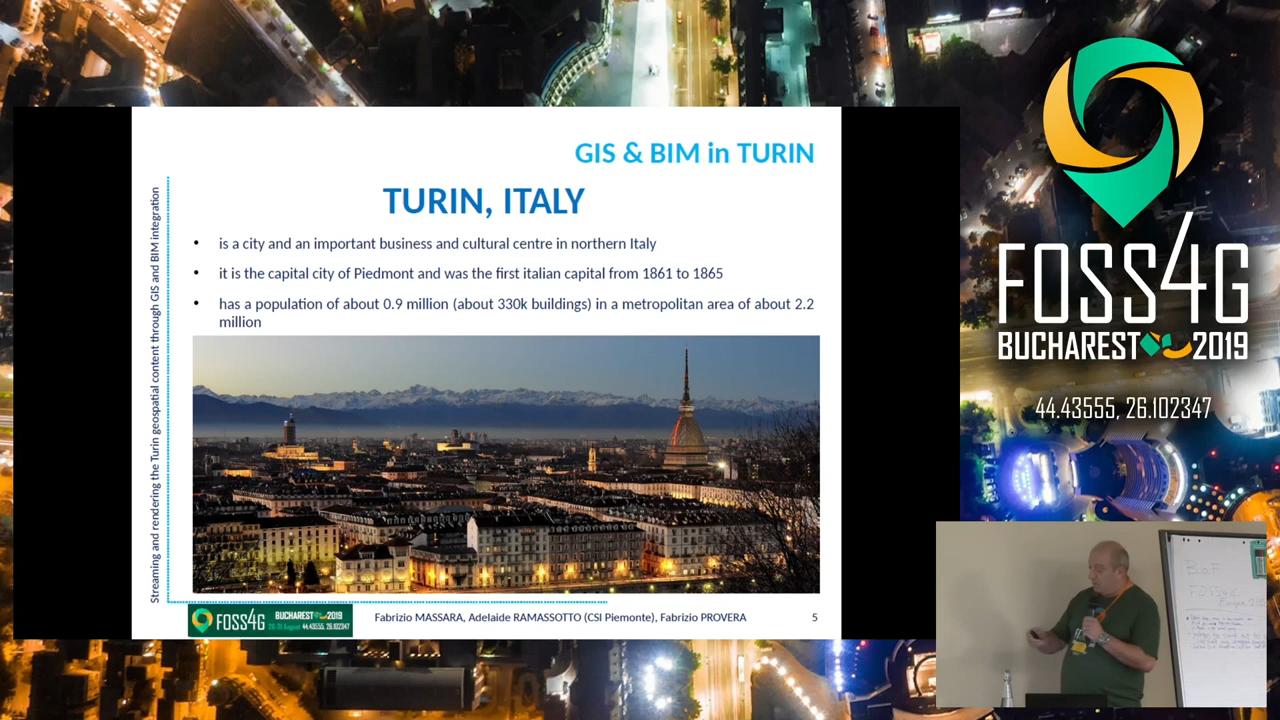 GIS & BIM in TURIN
TURIN, ITALY
• is a city and an important business and cultural centre in northern Italy
• it is the capital city of Piedmont and was the first italian capital from 1861 to 1865
• has a population of about 0.9 million (about 330k buildings) in a metropolitan area of about 2.2
million
Streaming and rendering the Turin geospatial content through GIS and BIM integration
FOSS4G
BUCHAREST 2019
26-31 August 44.43555, 26.102347
Fabrizio MASSARA, Adelaide RAMASSOTTO (CSI Piemonte), Fabrizio PROVERA
5
FOSS4G
BUCHAREST 2019
44.43555, 26.102347
BoF
FOSS4G